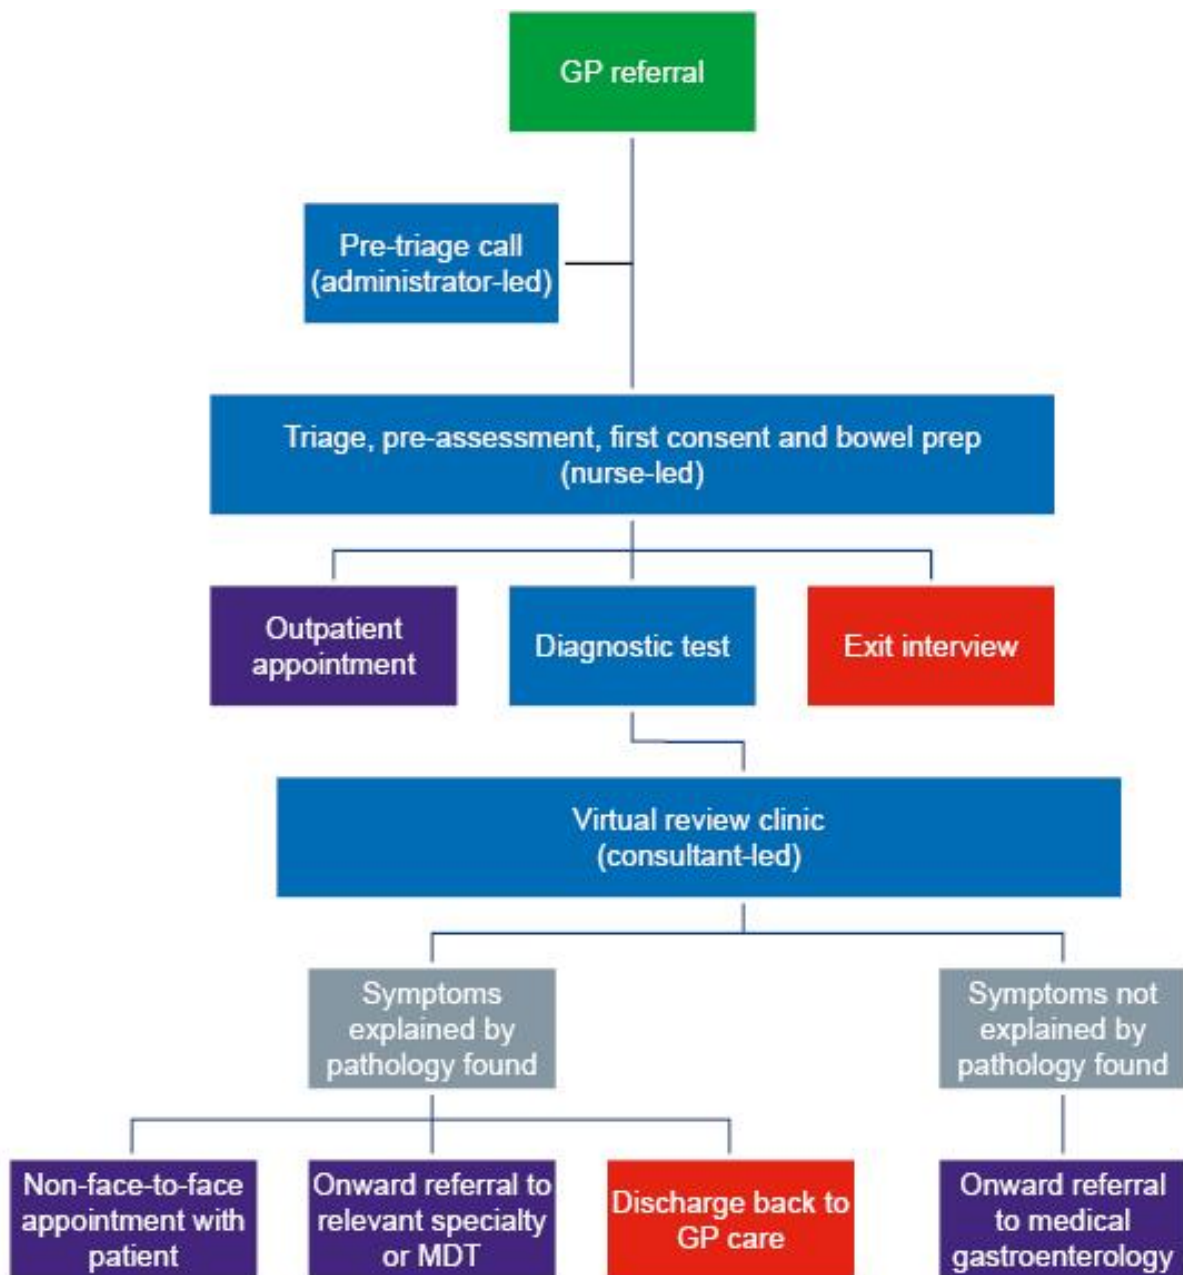 GP referral
Pre-triage call
(administrator-led)
Triage, pre-assessment, first consent and bowel prep
(nurse-led)
Outpatient
appointment
Diagnostic test
Exit interview
Virtual review clinic
(consultant-led)
Symptoms
explained by
pathology found
Symptoms not
explained by
pathology found
Non-face-to-face
appointment with
patient
Onward referral to
relevant specialty
or MDT
Discharge back to
GP care
Onward referral
to medical
gastroenterology